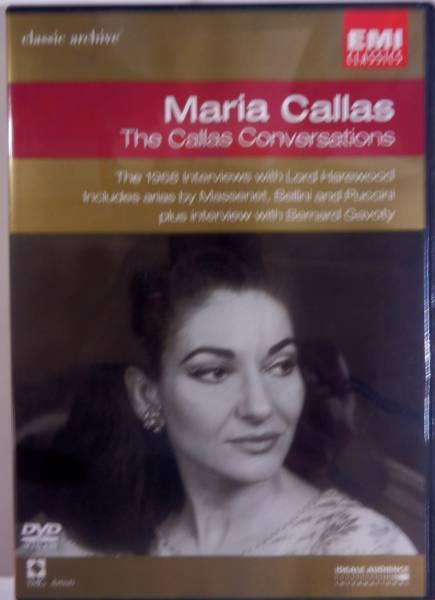 classic archive
EMI
CLASSICS
Maria Callas
The Callas Conversations
The 1968 interviews with Lord Harewood
Includes arias by Massenet, Bellini and Puccini
plus interview with Bernard Gavoty
DVD
VIDEO
IDEALE AUDIENCE